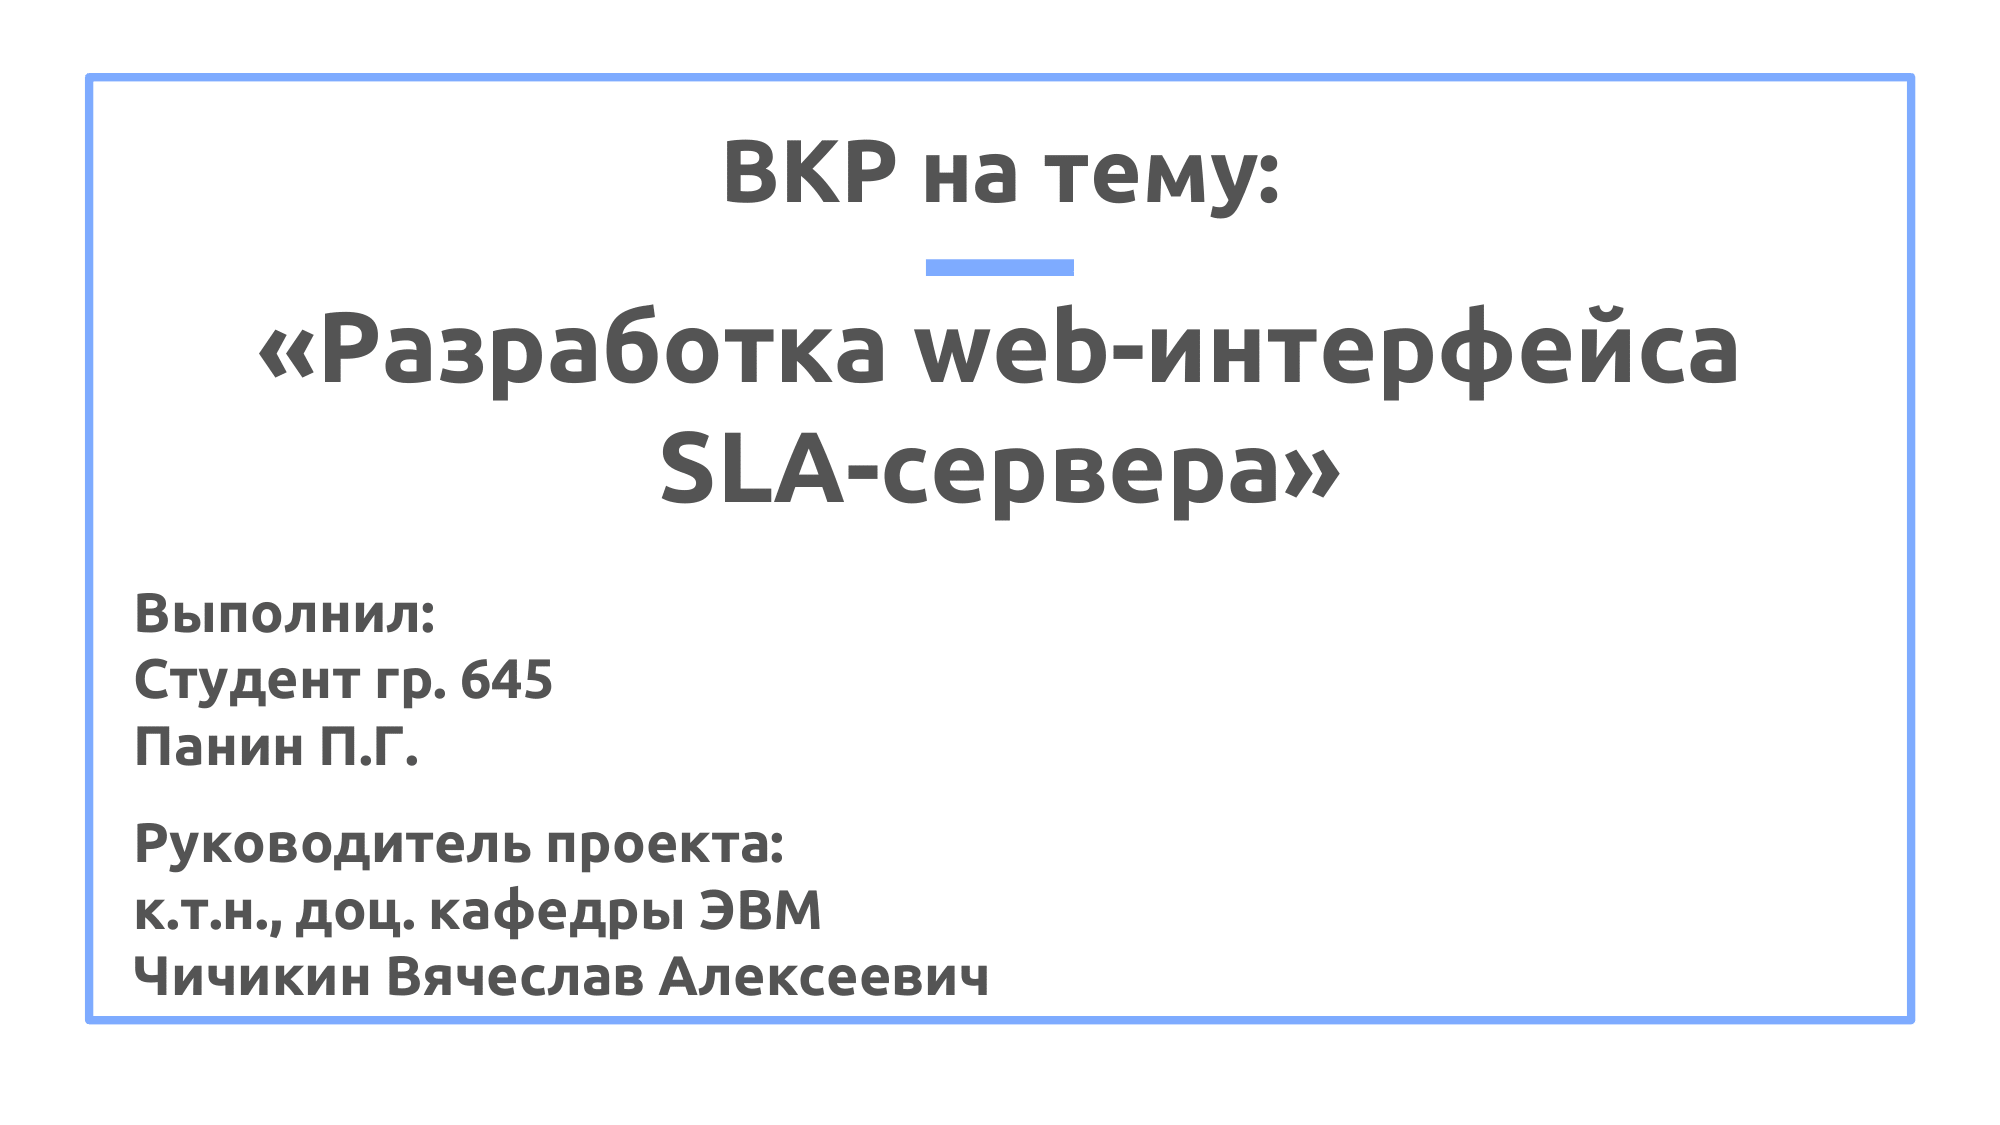 ВКР на тему:
«Разработка web-интерфейса
SLA-сервера»
Выполнил:
Студент гр. 645
Панин П.Г.
Руководитель проекта:
к.т.н., доц. кафедры ЭВМ
Чичикин Вячеслав Алексеевич